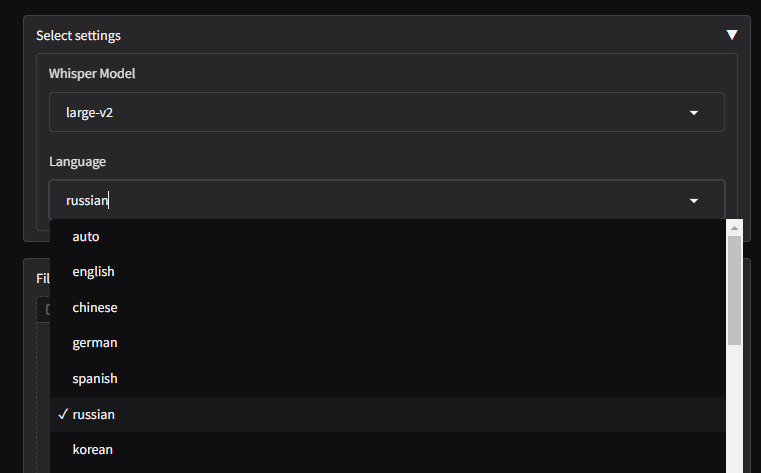 Select settings
Whisper Model
large-v2
Language
russian
auto
english
chinese
german
spanish
✓ russian
korean